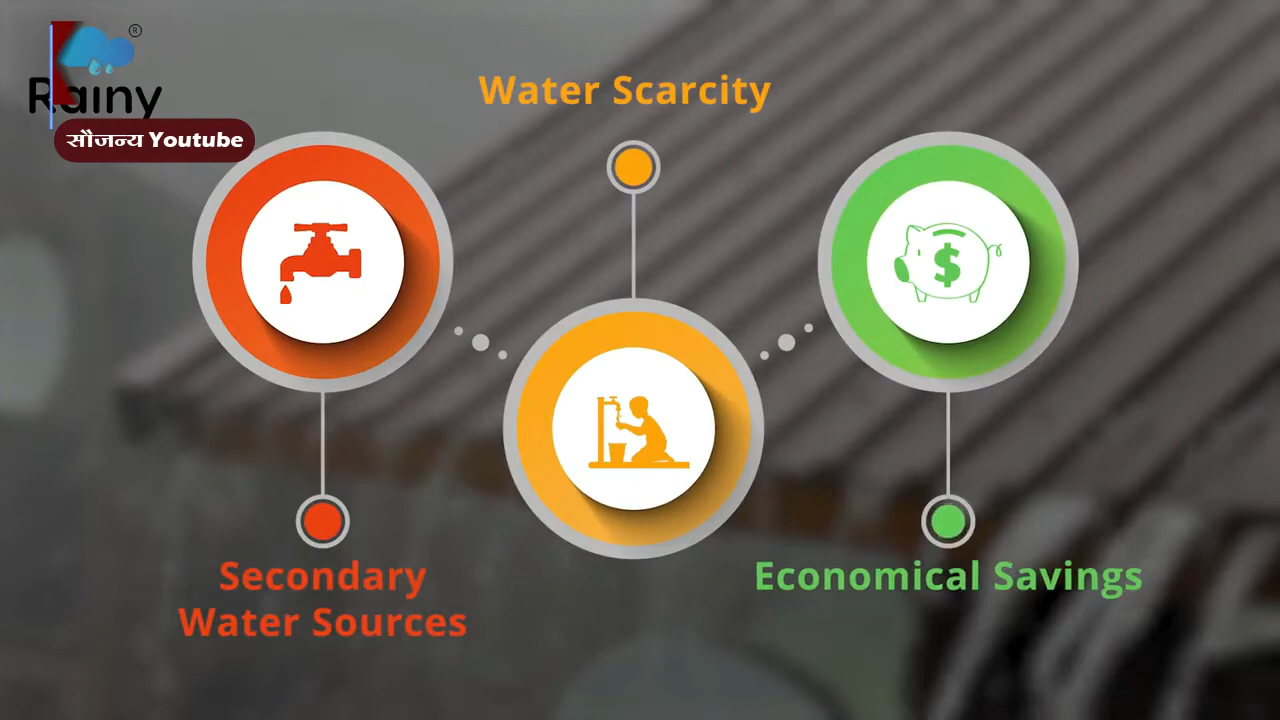 ®
Rainy
सौजन्य Youtube
Water Scarcity
$
Secondary
Water Sources
Economical Savings